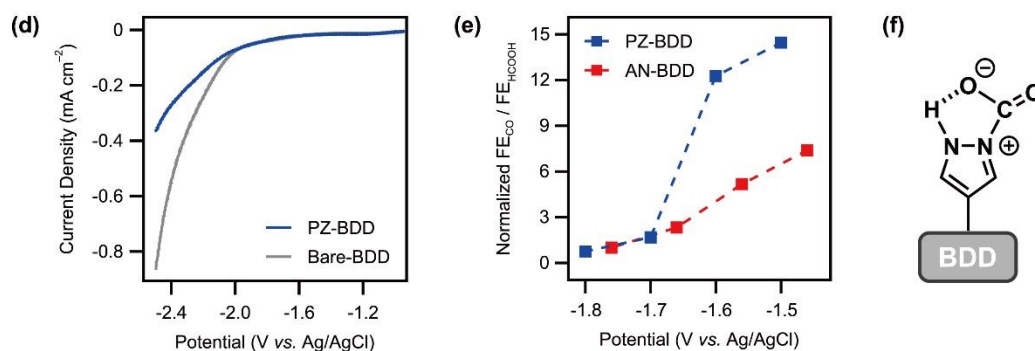 (d)
Current Density (mA cm⁻²)
0
-0.2
-0.4
-0.6
-0.8
PZ-BDD
Bare-BDD
-2.4
-2.0
-1.6
-1.2
Potential (V vs. Ag/AgCl)
(e)
Normalized FE_CO / FE_HCOOH
15
12
9
6
3
0
PZ-BDD
AN-BDD
-1.8
-1.7
-1.6
-1.5
Potential (V vs. Ag/AgCl)
(f)
O ⊖
H C O
N N ⊕
BDD